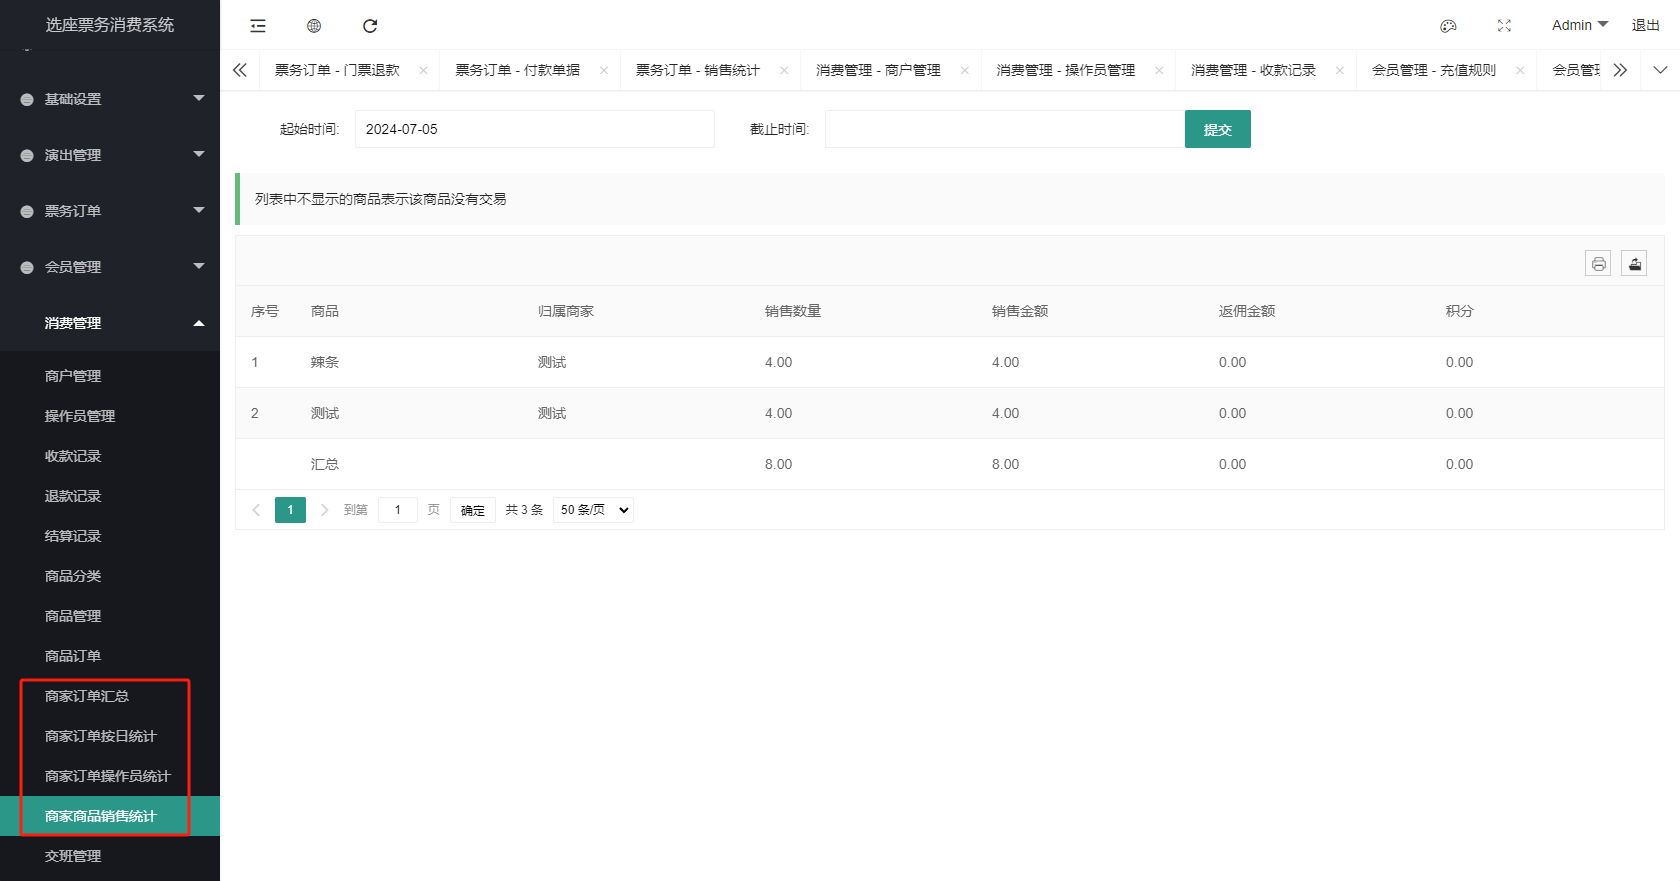 选座票务消费系统
Admin
退出
票务订单 - 门票退款
票务订单 - 付款单据
票务订单 - 销售统计
消费管理 - 商户管理
消费管理 - 操作员管理
消费管理 - 收款记录
会员管理 - 充值规则
会员管理
基础设置
演出管理
票务订单
会员管理
消费管理
商户管理
操作员管理
收款记录
退款记录
结算记录
商品分类
商品管理
商品订单
商家订单汇总
商家订单按日统计
商家订单操作员统计
商家商品销售统计
交班管理
起始时间: 2024-07-05 截止时间: 提交
列表中不显示的商品表示该商品没有交易
序号 商品 归属商家 销售数量 销售金额 返佣金额 积分
1 辣条 测试 4.00 4.00 0.00 0.00
2 测试 测试 4.00 4.00 0.00 0.00
汇总 8.00 8.00 0.00 0.00
1 到第 1 页 确定 共 3 条 50 条/页